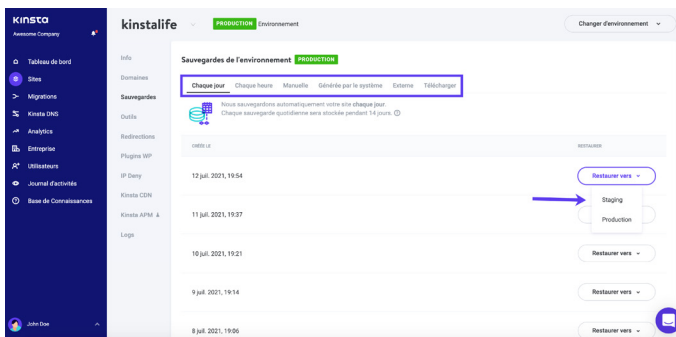 KINSTA
Awesome Company
Tableau de bord
Sites
Migrations
Kinsta DNS
Analytics
Entreprise
Utilisateurs
Journal d'activités
Base de Connaissances
John Doe
kinstalife
PRODUCTION Environnement
Changer d'environnement
Info
Domaines
Sauvegardes
Outils
Redirections
Plugins WP
IP Deny
Kinsta CDN
Kinsta APM
Logs
Sauvegardes de l'environnement PRODUCTION
Chaque jour Chaque heure Manuelle Générée par le système Externe Télécharger
Nous sauvegardons automatiquement votre site chaque jour.
Chaque sauvegarde quotidienne sera stockée pendant 14 jours.
CRÉÉE LE RESTAURER
12 juil. 2021, 19:54 Restaurer vers
Staging
11 juil. 2021, 19:37
Production
10 juil. 2021, 19:21 Restaurer vers
9 juil. 2021, 19:14 Restaurer vers
8 juil. 2021, 19:06 Restaurer vers